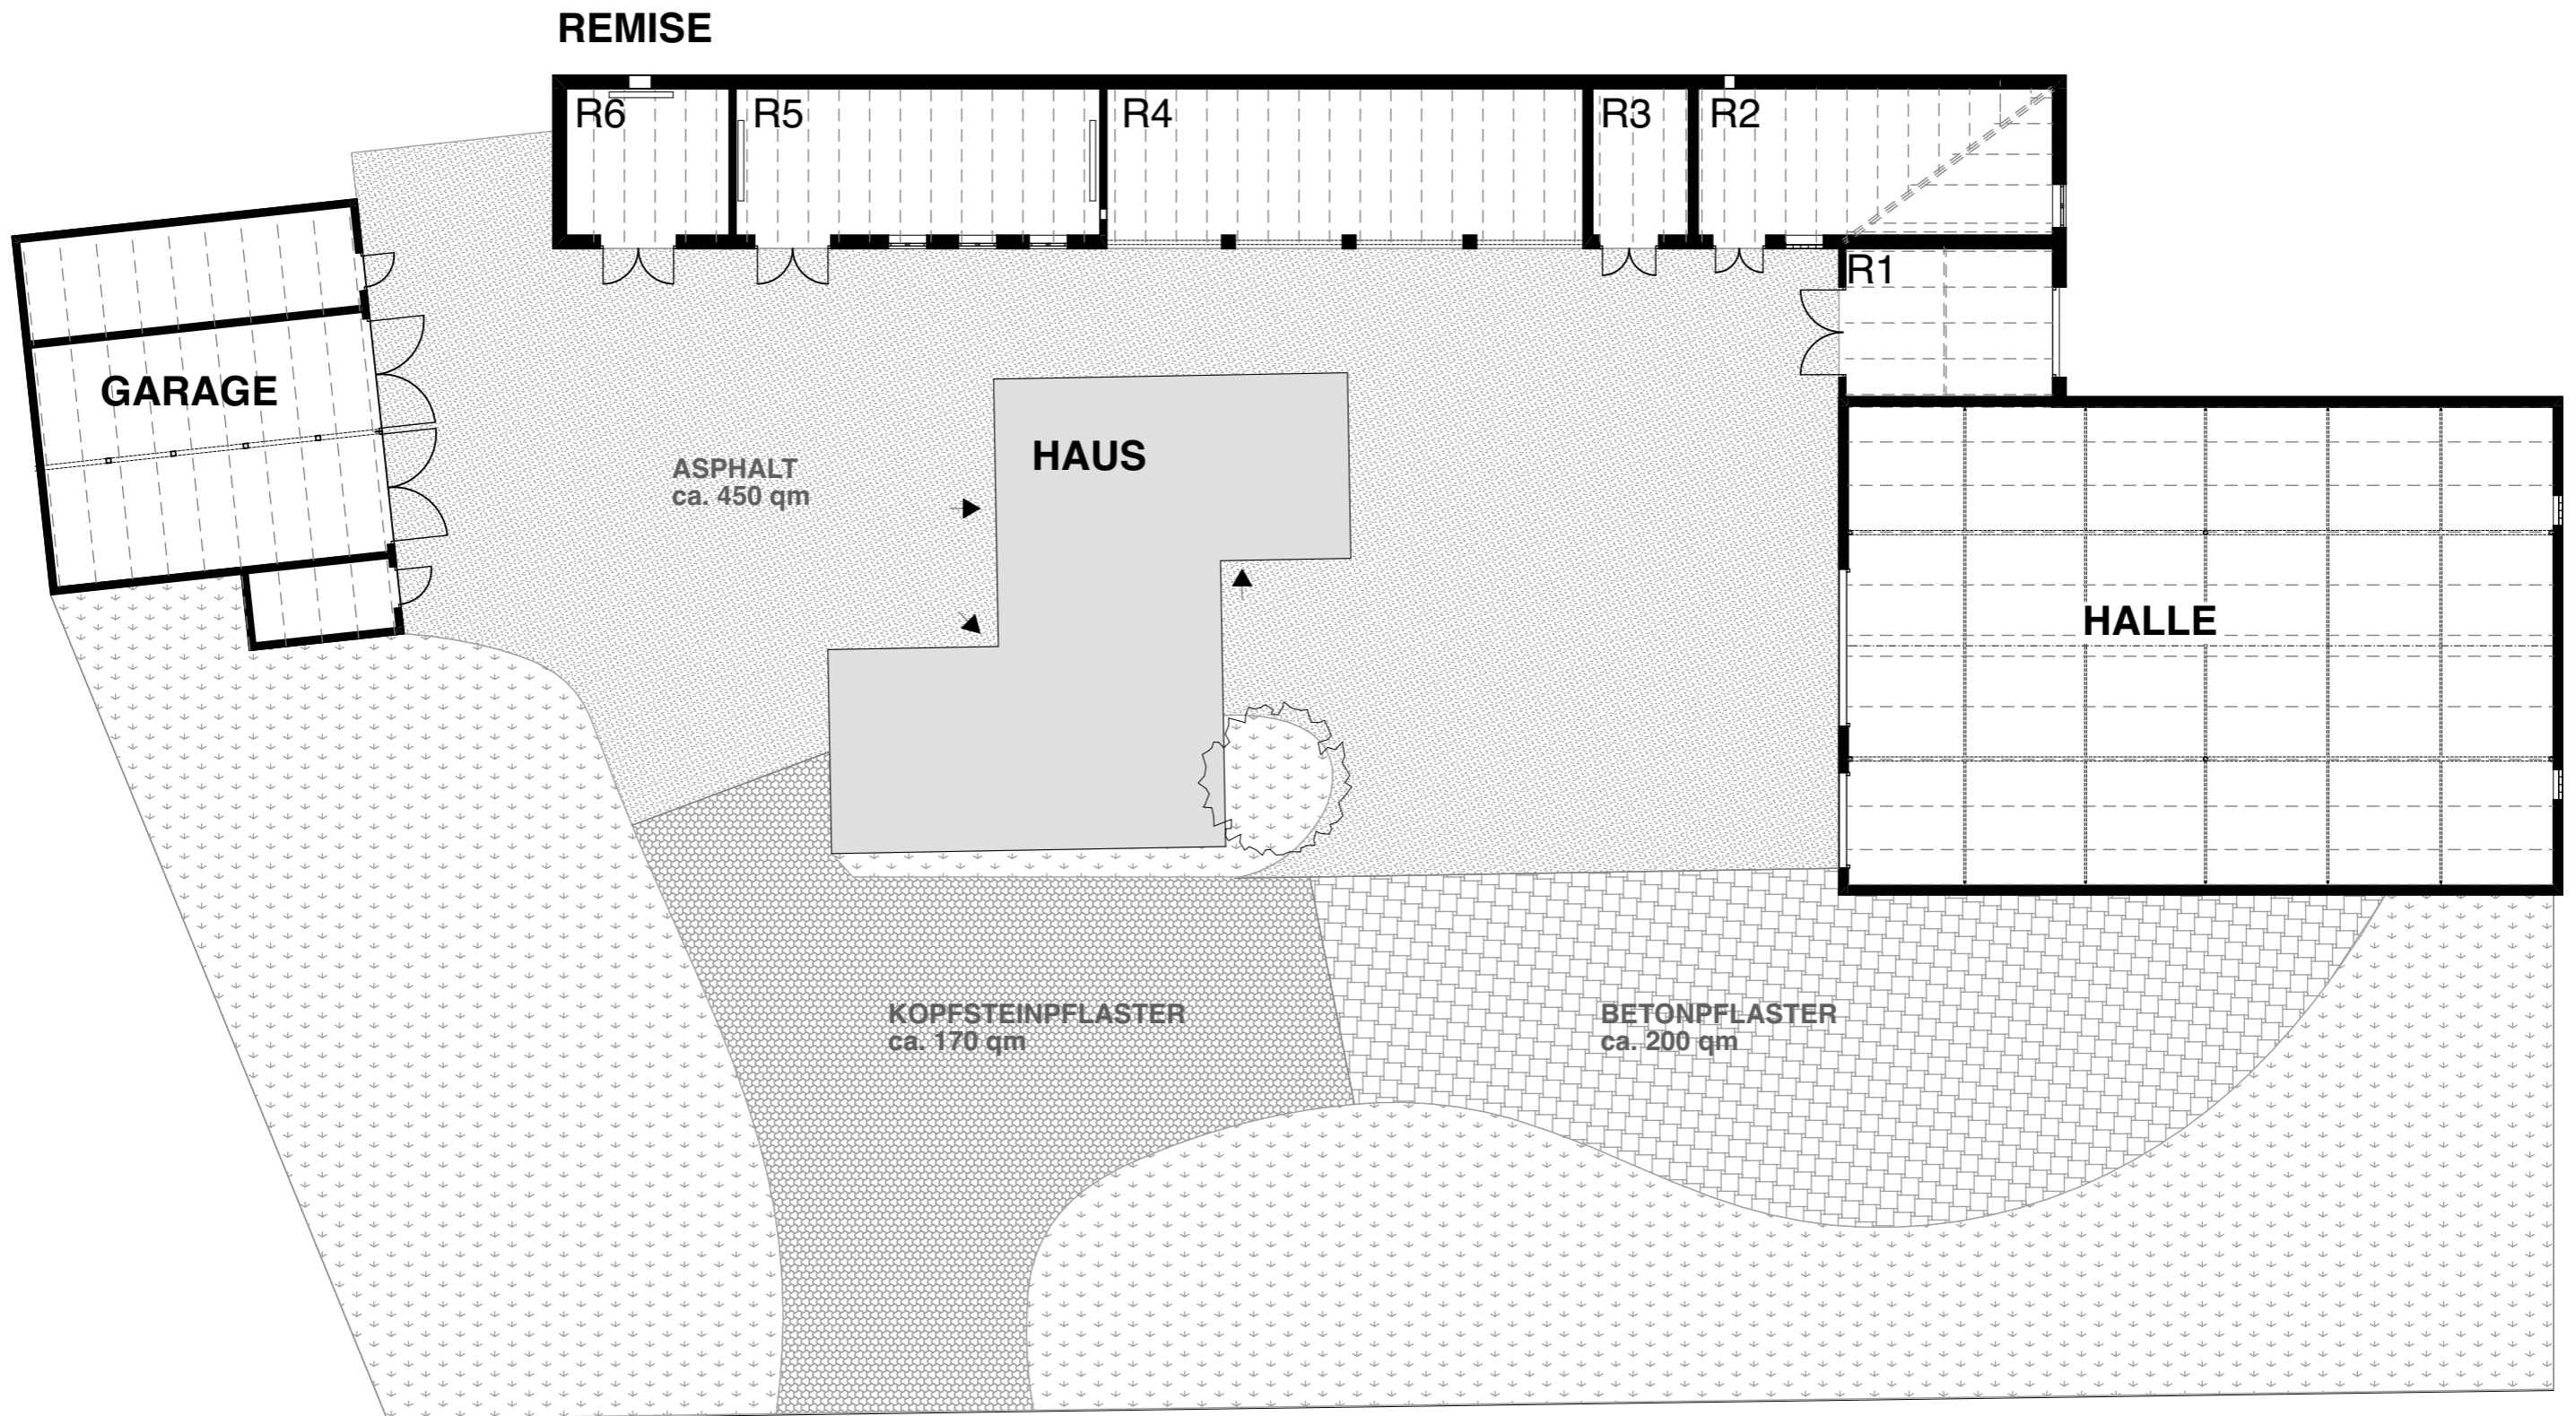 REMISE
R6
R5
R4
R3
R2
R1
GARAGE
HAUS
ASPHALT
ca. 450 qm
HALLE
KOPFSTEINPFLASTER
ca. 170 qm
BETONPFLASTER
ca. 200 qm